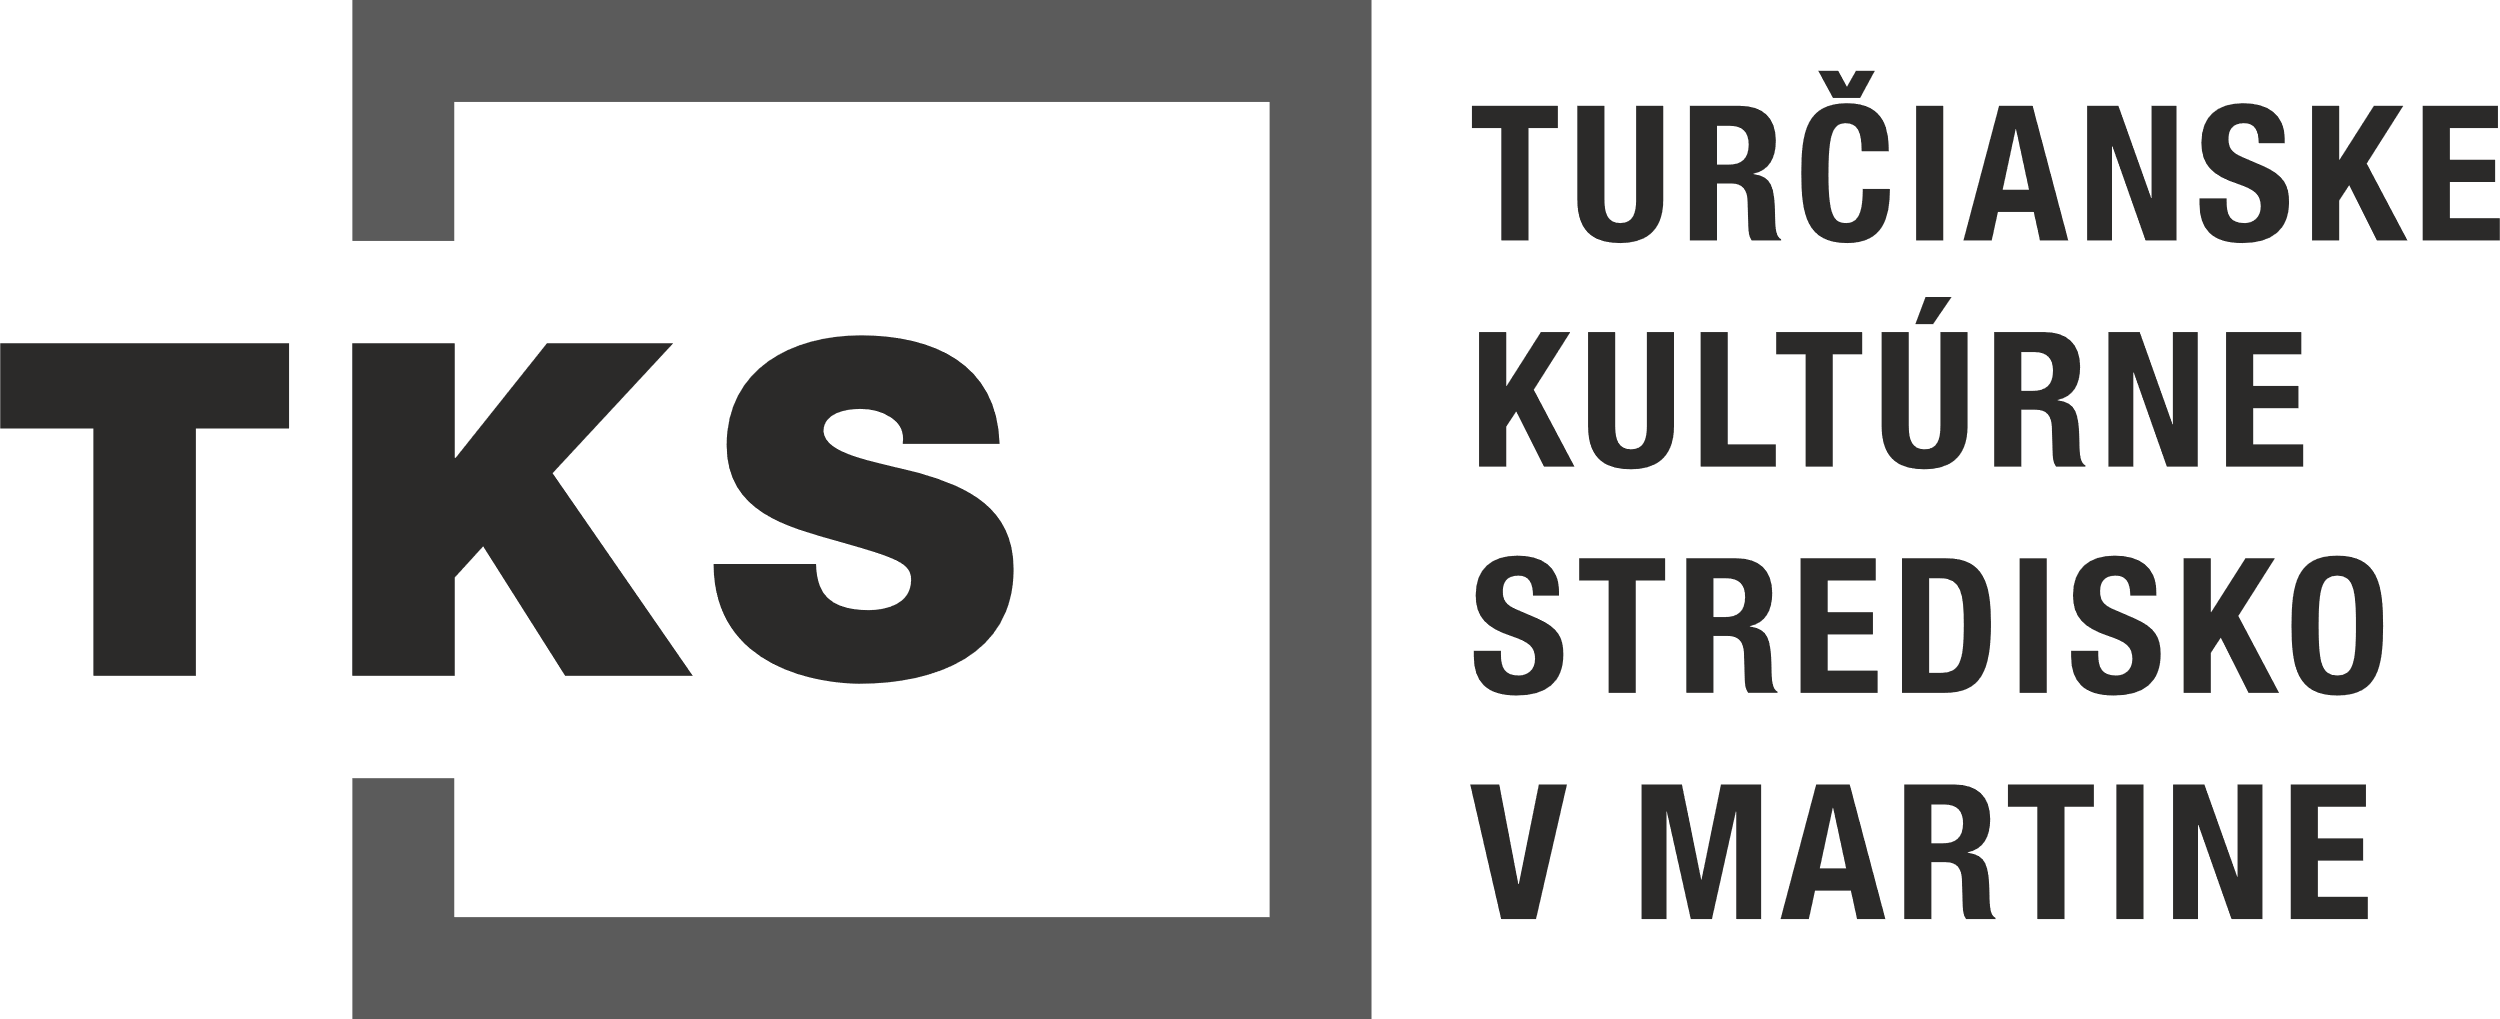 TKS
TURČIANSKE
KULTÚRNE
STREDISKO
V MARTINE